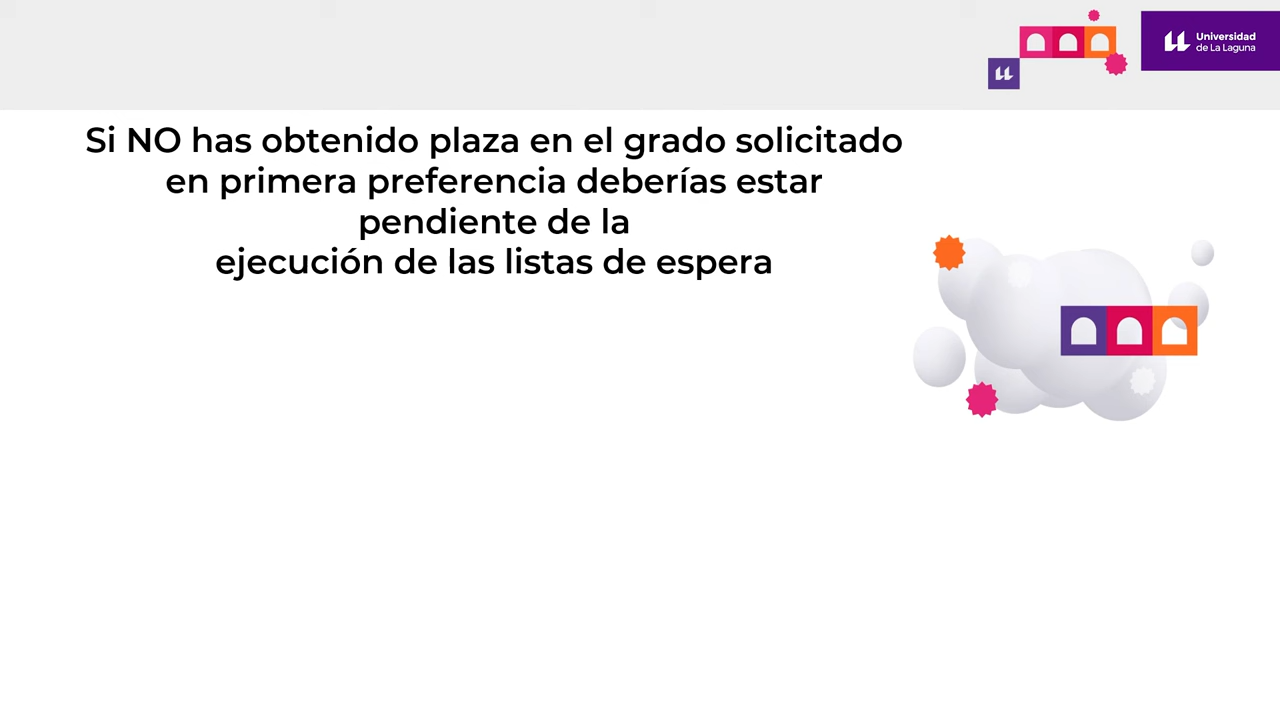 Universidad
de La Laguna
Si NO has obtenido plaza en el grado solicitado
en primera preferencia deberías estar
pendiente de la
ejecución de las listas de espera